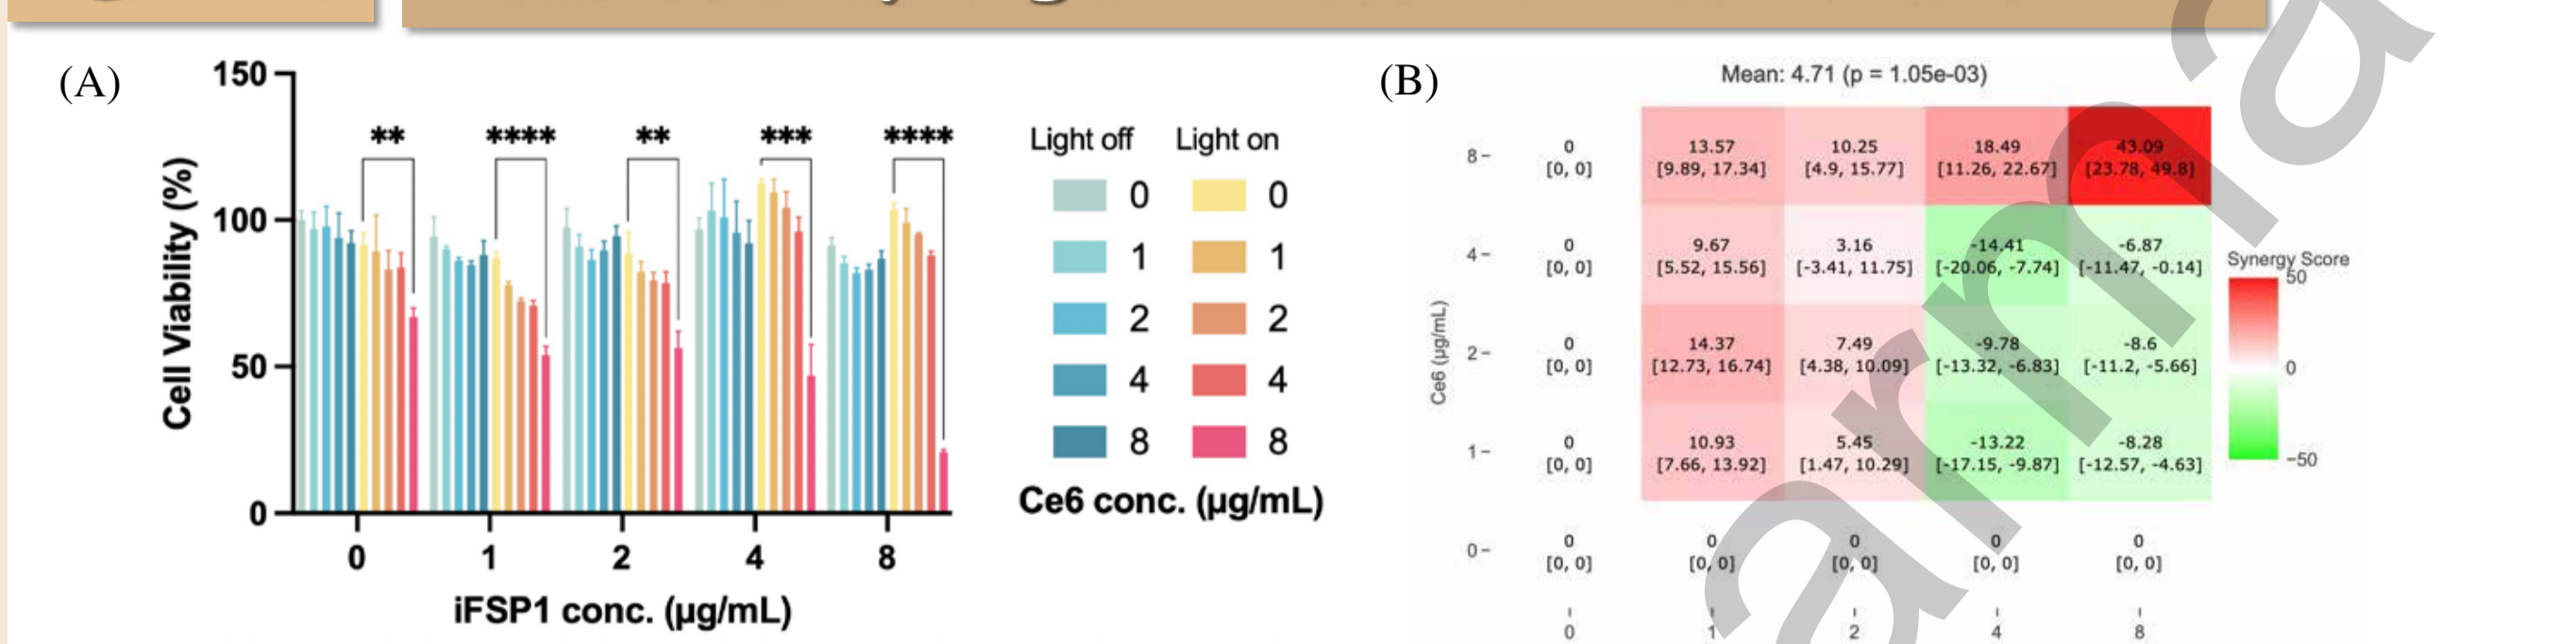 (A)
150
100
50
0
Cell Viability (%)
**
****
**
***
****
0
1
2
4
8
iFSP1 conc. (µg/mL)
Light off Light on
0 0
1 1
2 2
4 4
8 8
Ce6 conc. (µg/mL)
(B)
Mean: 4.71 (p = 1.05e-03)
Ce6 (µg/mL)
8 0 13.57 10.25 18.49 43.09
[0, 0] [9.89, 17.34] [4.9, 15.77] [11.26, 22.67] [23.78, 49.8]
4 0 9.67 3.16 -14.41 -6.87
[0, 0] [5.52, 15.56] [-3.41, 11.75] [-20.06, -7.74] [-11.47, -0.14]
2 0 14.37 7.49 -9.78 -8.6
[0, 0] [12.73, 16.74] [4.38, 10.09] [-13.32, -6.83] [-11.2, -5.66]
1 0 10.93 5.45 -13.22 -8.28
[0, 0] [7.66, 13.92] [1.47, 10.29] [-17.15, -9.87] [-12.57, -4.63]
0 0 0 0 0 0
[0, 0] [0, 0] [0, 0] [0, 0] [0, 0]
0 1 2 4 8
Synergy Score
50
0
−50
arma